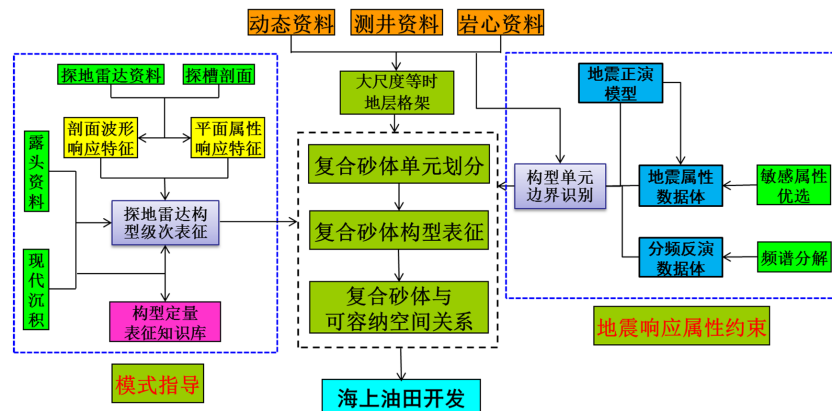 动态资料
测井资料
岩心资料
探地雷达资料
探槽剖面
剖面波形
响应特征
平面属性
响应特征
露头资料
现代沉积
探地雷达构
型级次表征
构型定量
表征知识库
模式指导
大尺度等时
地层格架
复合砂体单元划分
复合砂体构型表征
复合砂体与
可容纳空间关系
海上油田开发
地震正演
模型
构型单元
边界识别
地震属性
数据体
敏感属性
优选
分频反演
数据体
频谱分解
地震响应属性约束